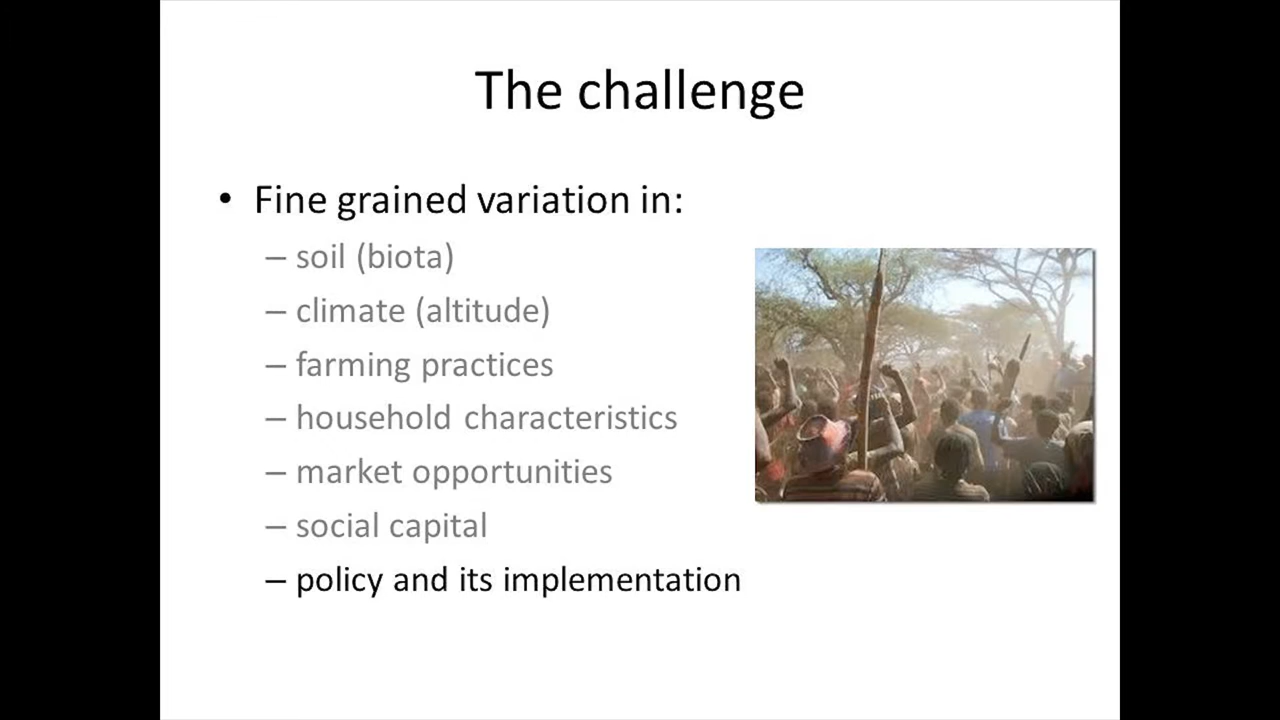 The challenge
• Fine grained variation in:
– soil (biota)
– climate (altitude)
– farming practices
– household characteristics
– market opportunities
– social capital
– policy and its implementation